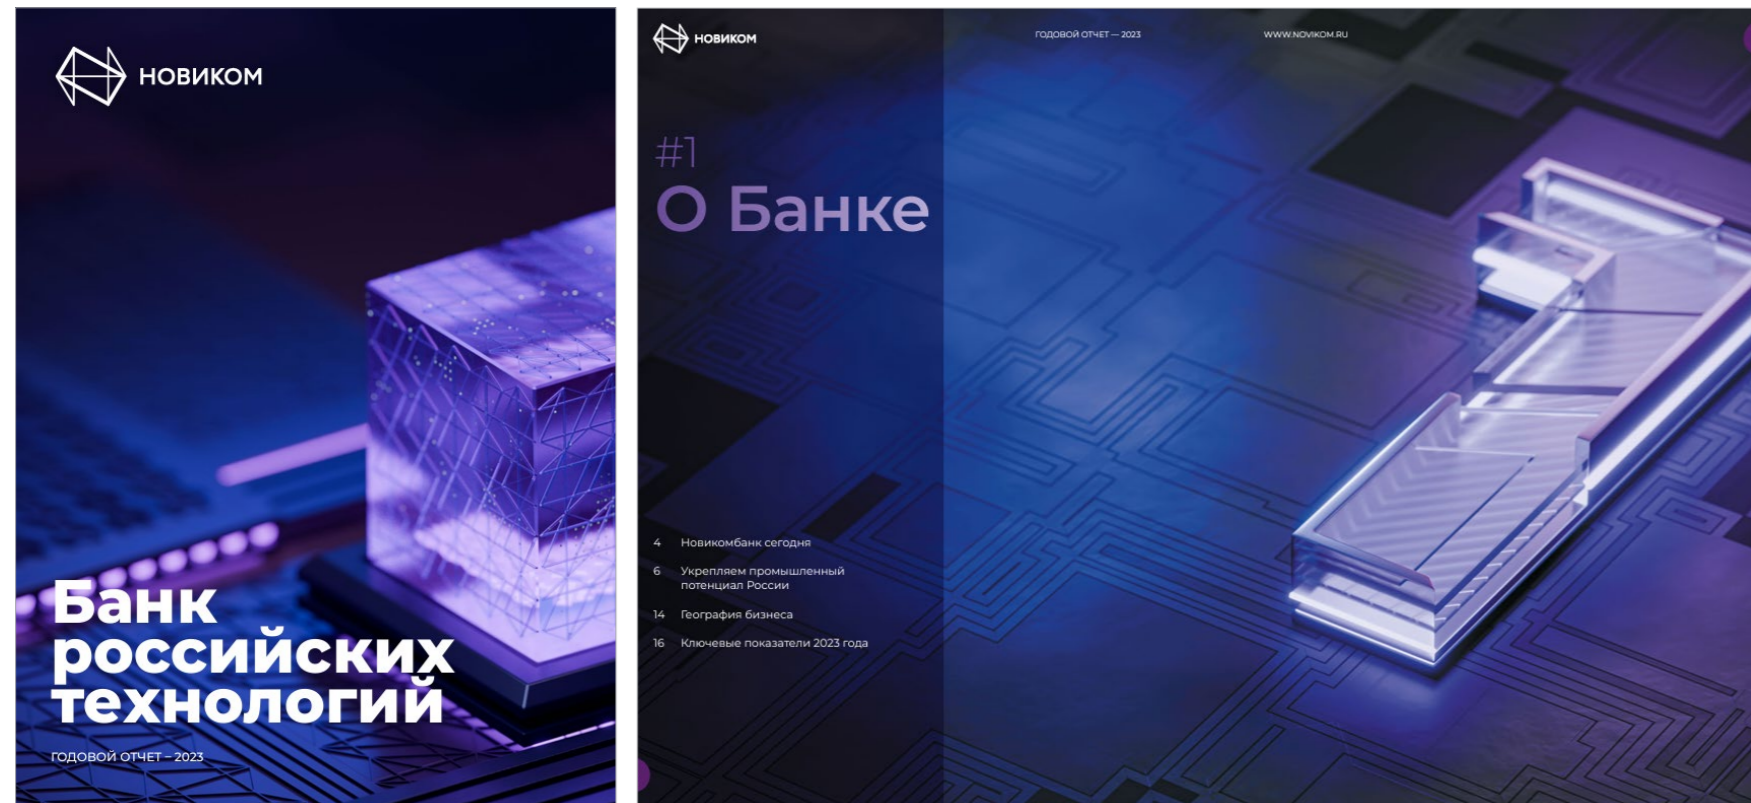 НОВИКОМ
Банк
российских
технологий
ГОДОВОЙ ОТЧЕТ – 2023
НОВИКОМ
ГОДОВОЙ ОТЧЕТ — 2023
WWW.NOVIKOM.RU
#1
О Банке
4 Новикомбанк сегодня
6 Укрепляем промышленный
потенциал России
14 География бизнеса
16 Ключевые показатели 2023 года